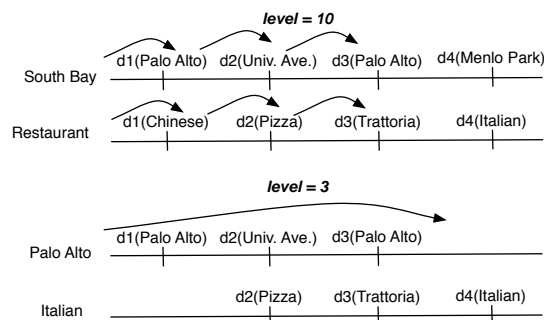 level = 10
d1(Palo Alto) d2(Univ. Ave.) d3(Palo Alto) d4(Menlo Park)
South Bay
d1(Chinese) d2(Pizza) d3(Trattoria) d4(Italian)
Restaurant
level = 3
d1(Palo Alto) d2(Univ. Ave.) d3(Palo Alto)
Palo Alto
d2(Pizza) d3(Trattoria) d4(Italian)
Italian